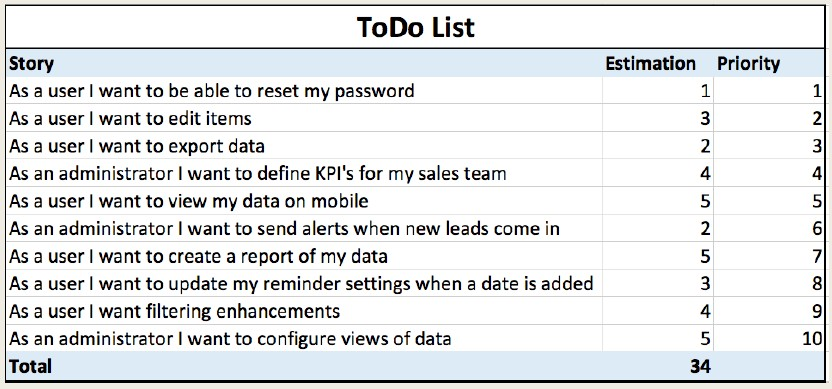 ToDo List
Story Estimation Priority
As a user I want to be able to reset my password 1 1
As a user I want to edit items 3 2
As a user I want to export data 2 3
As an administrator I want to define KPI's for my sales team 4 4
As a user I want to view my data on mobile 5 5
As an administrator I want to send alerts when new leads come in 2 6
As a user I want to create a report of my data 5 7
As a user I want to update my reminder settings when a date is added 3 8
As a user I want filtering enhancements 4 9
As an administrator I want to configure views of data 5 10
Total 34